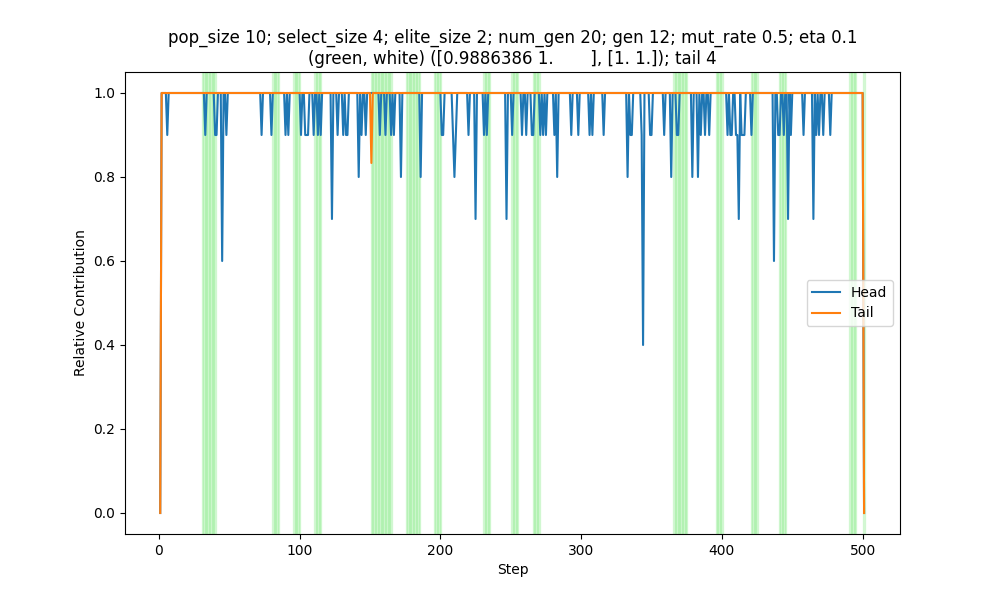 pop_size 10; select_size 4; elite_size 2; num_gen 20; gen 12; mut_rate 0.5; eta 0.1
(green, white) ([0.9886386 1.        ], [1. 1.]); tail 4
1.0
0.8
0.6
0.4
0.2
0.0
Relative Contribution
Head
Tail
0
100
200
300
400
500
Step